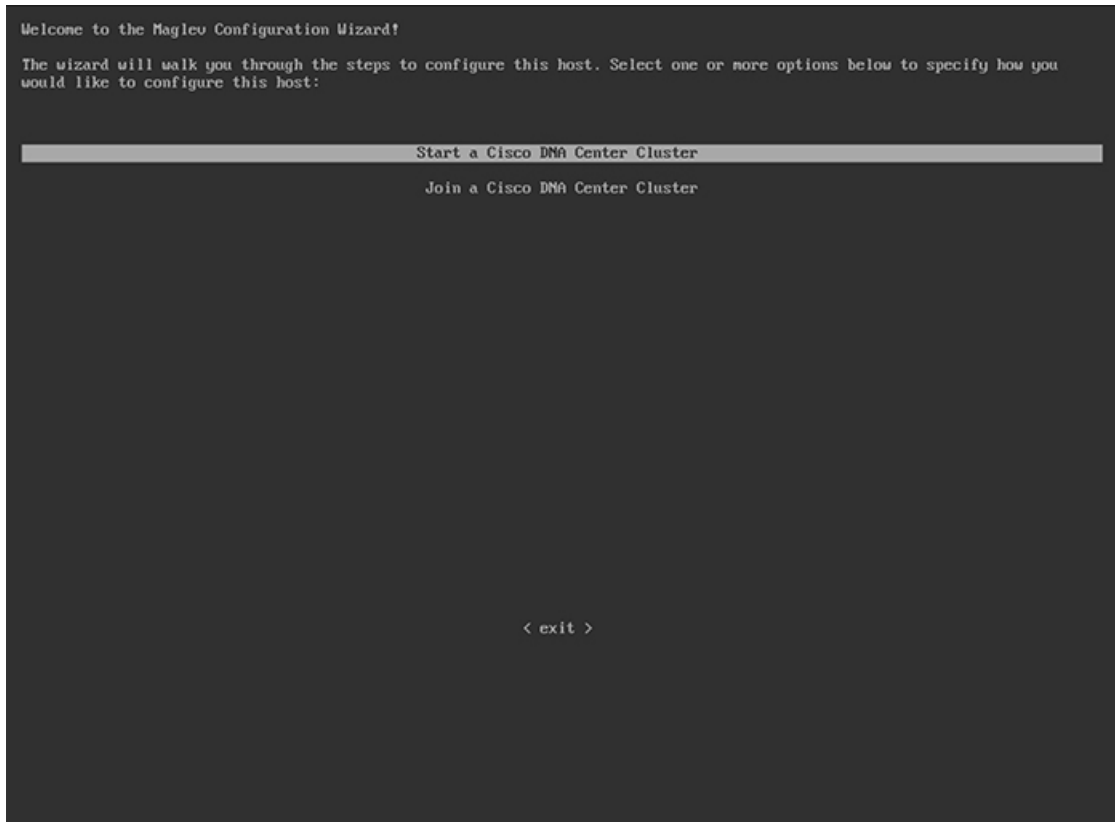 Welcome to the Maglev Configuration Wizard!
The wizard will walk you through the steps to configure this host. Select one or more options below to specify how you
would like to configure this host:
Start a Cisco DNA Center Cluster
Join a Cisco DNA Center Cluster
< exit >